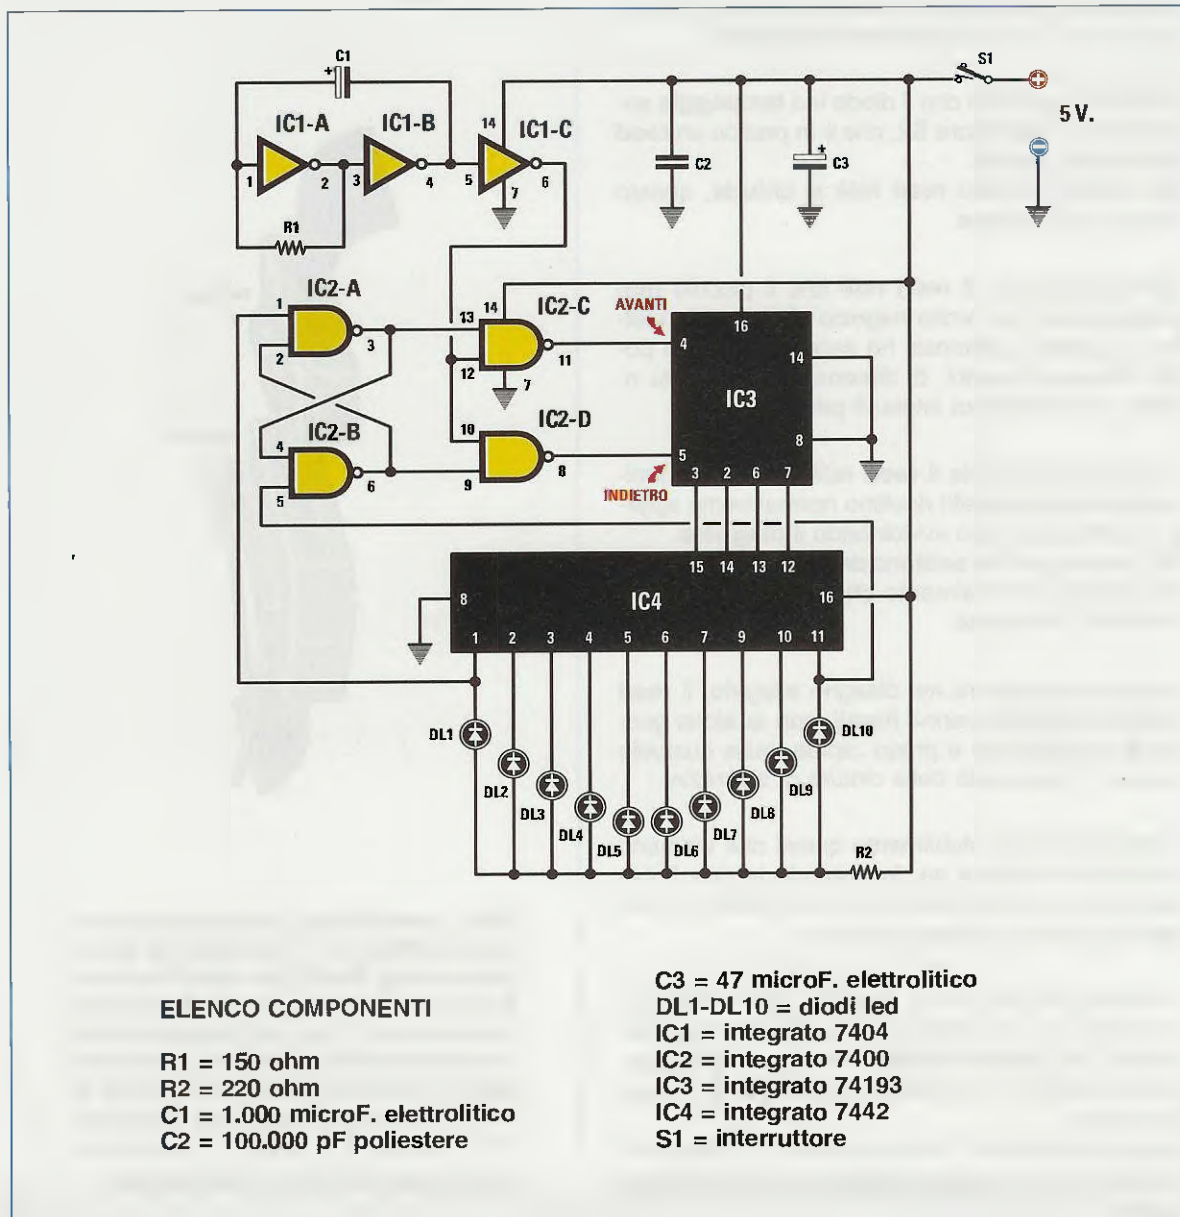 C1
+
IC1-A
IC1-B
IC1-C
14
1
2
3
4
5
6
7
R1
C2
C3
+
S1
+
5 V.
−
IC2-A
1
2
3
IC2-B
4
5
6
IC2-C
14
13
12
11
7
IC2-D
10
9
8
AVANTI
INDIETRO
4
16
14
IC3
8
5
3
2
6
7
15
14
13
12
8
IC4
16
1
2
3
4
5
6
7
9
10
11
DL1
DL2
DL3
DL4
DL5
DL6
DL7
DL8
DL9
DL10
R2
ELENCO COMPONENTI
R1 = 150 ohm
R2 = 220 ohm
C1 = 1.000 microF. elettrolitico
C2 = 100.000 pF poliestere
C3 = 47 microF. elettrolitico
DL1-DL10 = diodi led
IC1 = integrato 7404
IC2 = integrato 7400
IC3 = integrato 74193
IC4 = integrato 7442
S1 = interruttore